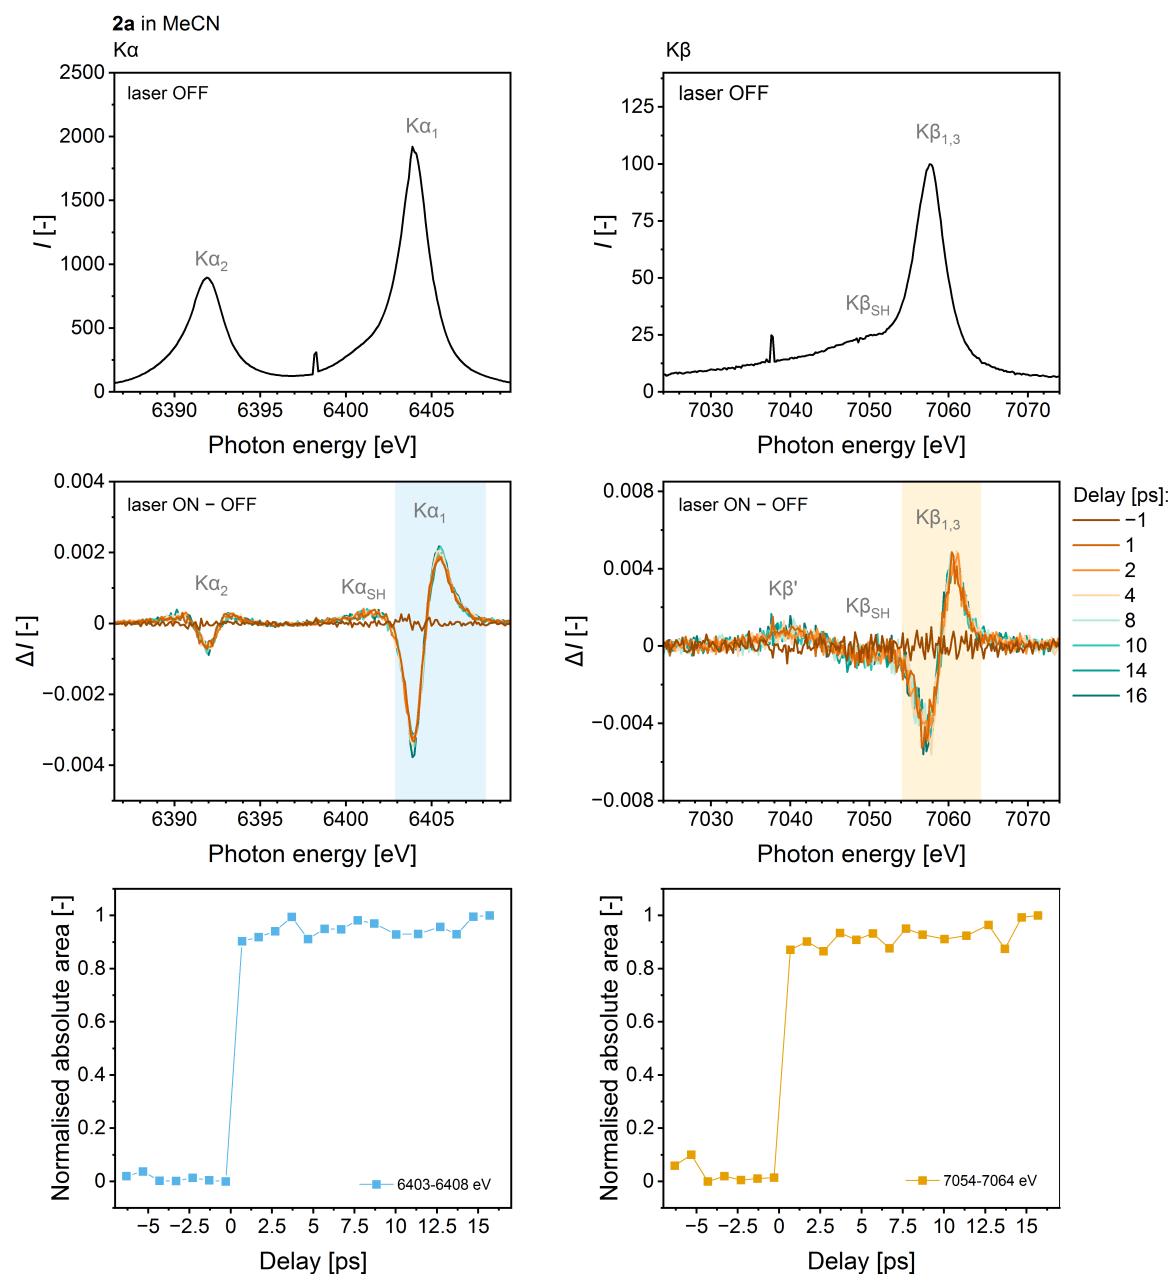 2a in MeCN
Kα
Kβ
2500
2000
1500
1000
500
0
laser OFF
Kα2
Kα1
I [-]
6390 6395 6400 6405
Photon energy [eV]
125
100
75
50
25
0
laser OFF
KβSH
Kβ1,3
I [-]
7030 7040 7050 7060 7070
Photon energy [eV]
0.004
0.002
0.000
−0.002
−0.004
laser ON − OFF
Kα2
KαSH
Kα1
ΔI [-]
6390 6395 6400 6405
Photon energy [eV]
0.008
0.004
0
−0.004
−0.008
laser ON − OFF
Kβ'
KβSH
Kβ1,3
ΔI [-]
7030 7040 7050 7060 7070
Photon energy [eV]
Delay [ps]:
−1
1
2
4
8
10
14
16
1
0.8
0.6
0.4
0.2
0
Normalised absolute area [-]
6403-6408 eV
−5 −2.5 0 2.5 5 7.5 10 12.5 15
Delay [ps]
1
0.8
0.6
0.4
0.2
0
Normalised absolute area [-]
7054-7064 eV
−5 −2.5 0 2.5 5 7.5 10 12.5 15
Delay [ps]